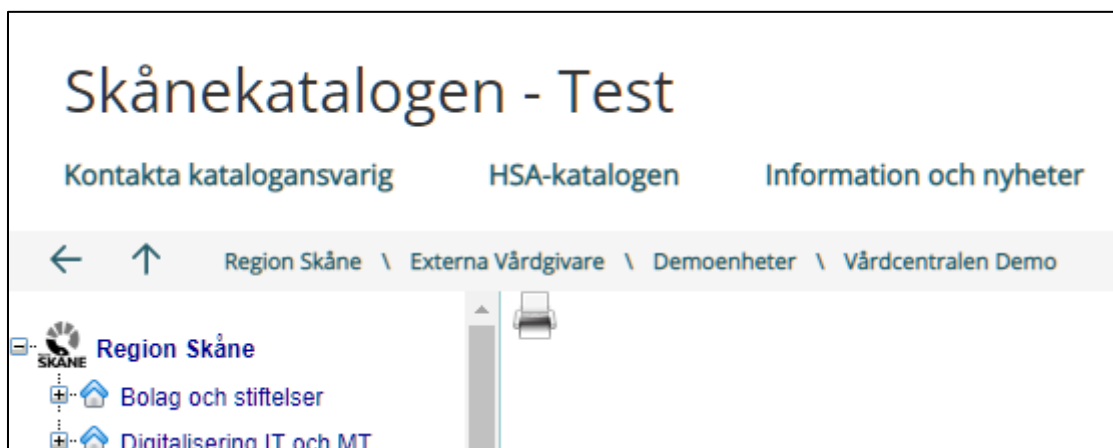 Skånekatalogen - Test
Kontakta katalogansvarig HSA-katalogen Information och nyheter
Region Skåne \ Externa Vårdgivare \ Demoenheter \ Vårdcentralen Demo
SKÅNE
Region Skåne
Bolag och stiftelser
Digitalisering IT och MT